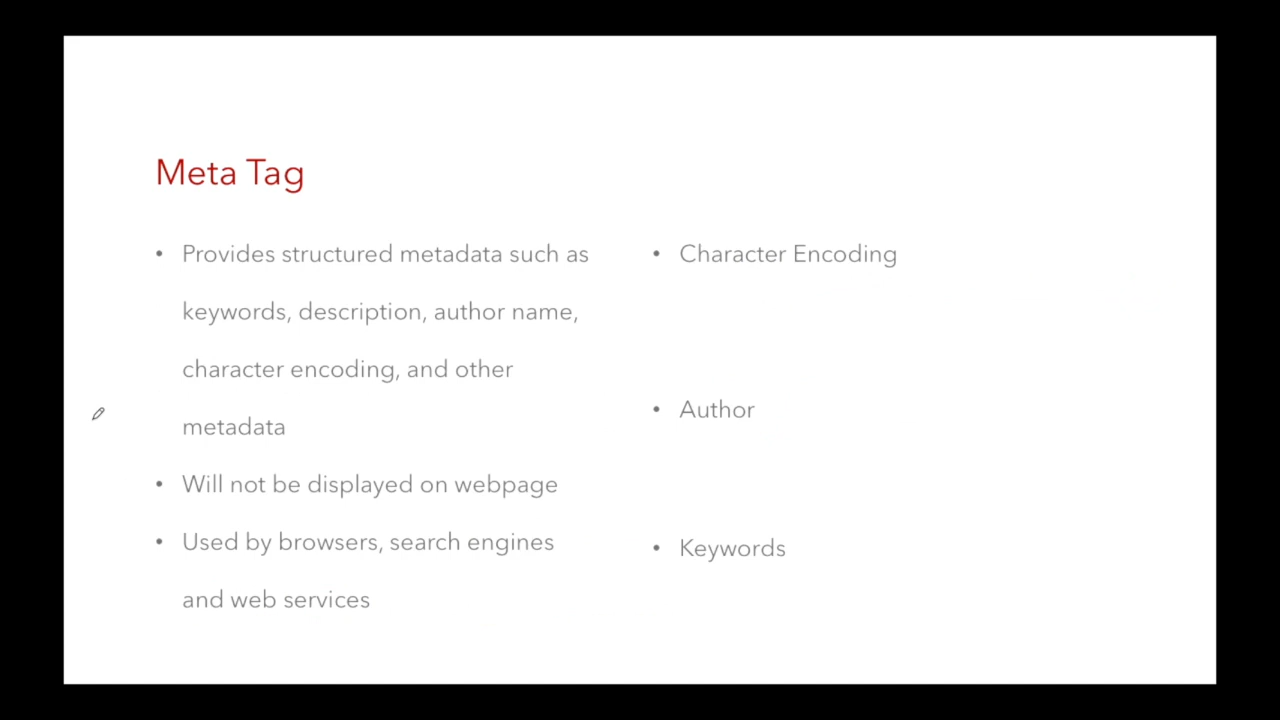 Meta Tag
• Provides structured metadata such as
keywords, description, author name,
character encoding, and other
metadata
• Will not be displayed on webpage
• Used by browsers, search engines
and web services
• Character Encoding
• Author
• Keywords